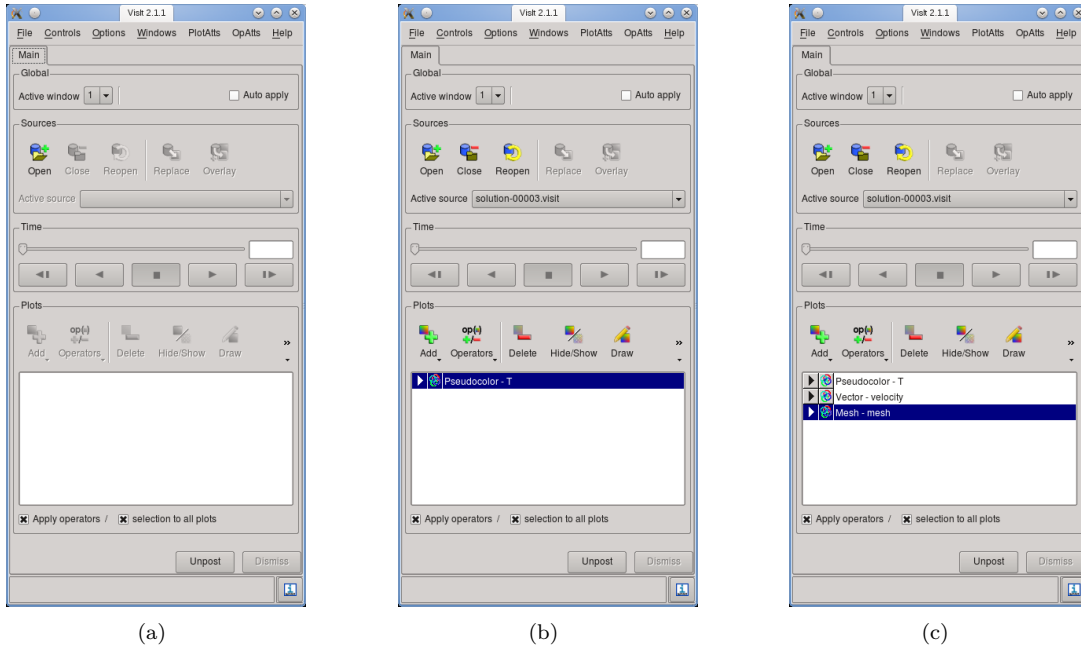 VisIt 2.1.1
File Controls Options Windows PlotAtts OpAtts Help
Main
Global
Active window 1 Auto apply
Sources
Open Close Reopen Replace Overlay
Active source
Time
Plots
op(•)
Add Operators Delete Hide/Show Draw »
Apply operators / selection to all plots
Unpost Dismiss
(a)
VisIt 2.1.1
File Controls Options Windows PlotAtts OpAtts Help
Main
Global
Active window 1 Auto apply
Sources
Open Close Reopen Replace Overlay
Active source solution-00003.visit
Time
Plots
op(•)
Add Operators Delete Hide/Show Draw »
Pseudocolor - T
Apply operators / selection to all plots
Unpost Dismiss
(b)
VisIt 2.1.1
File Controls Options Windows PlotAtts OpAtts Help
Main
Global
Active window 1 Auto apply
Sources
Open Close Reopen Replace Overlay
Active source solution-00003.visit
Time
Plots
op(•)
Add Operators Delete Hide/Show Draw »
Pseudocolor - T
Vector - velocity
Mesh - mesh
Apply operators / selection to all plots
Unpost Dismiss
(c)